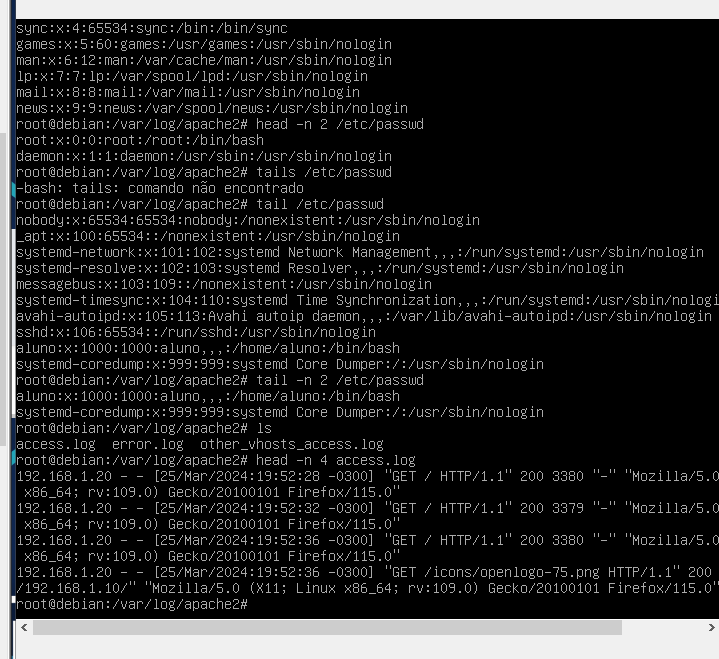 sync:x:4:65534:sync:/bin:/bin/sync
games:x:5:60:games:/usr/games:/usr/sbin/nologin
man:x:6:12:man:/var/cache/man:/usr/sbin/nologin
lp:x:7:7:lp:/var/spool/lpd:/usr/sbin/nologin
mail:x:8:8:mail:/var/mail:/usr/sbin/nologin
news:x:9:9:news:/var/spool/news:/usr/sbin/nologin
root@debian:/var/log/apache2# head -n 2 /etc/passwd
root:x:0:0:root:/root:/bin/bash
daemon:x:1:1:daemon:/usr/sbin:/usr/sbin/nologin
root@debian:/var/log/apache2# tails /etc/passwd
-bash: tails: comando não encontrado
root@debian:/var/log/apache2# tail /etc/passwd
nobody:x:65534:65534:nobody:/nonexistent:/usr/sbin/nologin
_apt:x:100:65534::/nonexistent:/usr/sbin/nologin
systemd-network:x:101:102:systemd Network Management,,,:/run/systemd:/usr/sbin/nologin
systemd-resolve:x:102:103:systemd Resolver,,,:/run/systemd:/usr/sbin/nologin
messagebus:x:103:109::/nonexistent:/usr/sbin/nologin
systemd-timesync:x:104:110:systemd Time Synchronization,,,:/run/systemd:/usr/sbin/nologi
avahi-autoipd:x:105:113:Avahi autoip daemon,,,:/var/lib/avahi-autoipd:/usr/sbin/nologin
sshd:x:106:65534::/run/sshd:/usr/sbin/nologin
aluno:x:1000:1000:aluno,,,:/home/aluno:/bin/bash
systemd-coredump:x:999:999:systemd Core Dumper:/:/usr/sbin/nologin
root@debian:/var/log/apache2# tail -n 2 /etc/passwd
aluno:x:1000:1000:aluno,,,:/home/aluno:/bin/bash
systemd-coredump:x:999:999:systemd Core Dumper:/:/usr/sbin/nologin
root@debian:/var/log/apache2# ls
access.log  error.log  other_vhosts_access.log
root@debian:/var/log/apache2# head -n 4 access.log
192.168.1.20 - - [25/Mar/2024:19:52:28 -0300] "GET / HTTP/1.1" 200 3380 "-" "Mozilla/5.0
 x86_64; rv:109.0) Gecko/20100101 Firefox/115.0"
192.168.1.20 - - [25/Mar/2024:19:52:32 -0300] "GET / HTTP/1.1" 200 3379 "-" "Mozilla/5.0
 x86_64; rv:109.0) Gecko/20100101 Firefox/115.0"
192.168.1.20 - - [25/Mar/2024:19:52:36 -0300] "GET / HTTP/1.1" 200 3380 "-" "Mozilla/5.0
 x86_64; rv:109.0) Gecko/20100101 Firefox/115.0"
192.168.1.20 - - [25/Mar/2024:19:52:36 -0300] "GET /icons/openlogo-75.png HTTP/1.1" 200
/192.168.1.10/" "Mozilla/5.0 (X11; Linux x86_64; rv:109.0) Gecko/20100101 Firefox/115.0"
root@debian:/var/log/apache2#